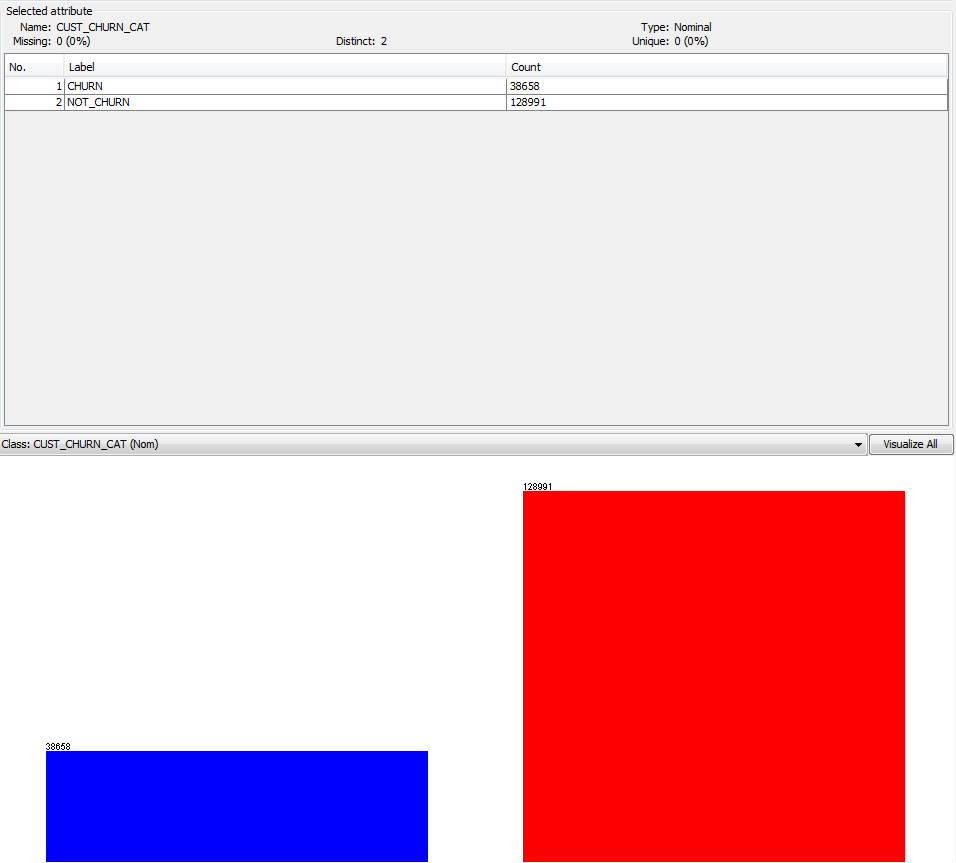 Selected attribute
Name: CUST_CHURN_CAT Type: Nominal
Missing: 0 (0%) Distinct: 2 Unique: 0 (0%)
No. Label Count
1 CHURN 38658
2 NOT_CHURN 128991
Class: CUST_CHURN_CAT (Nom) Visualize All
128991
38658